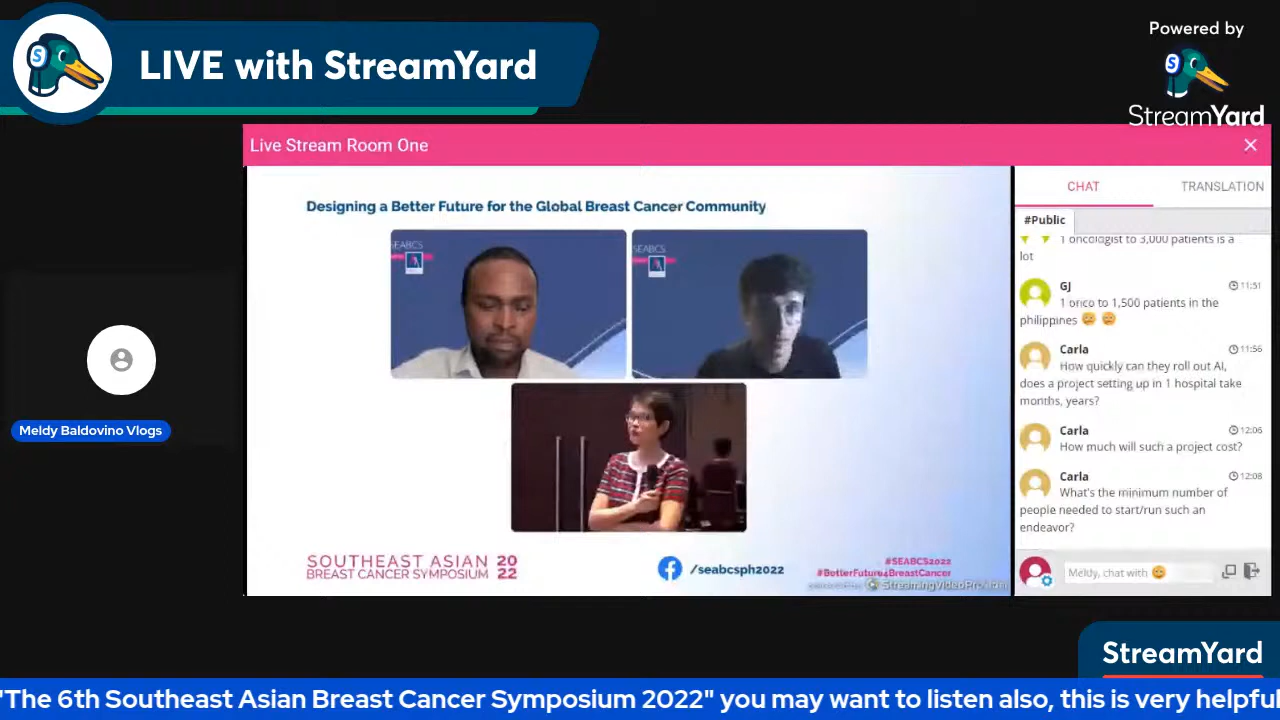 LIVE with StreamYard
Powered by
StreamYard
Live Stream Room One
Designing a Better Future for the Global Breast Cancer Community
SEABCS
SEABCS
SOUTHEAST ASIAN 20
BREAST CANCER SYMPOSIUM 22
/seabcsph2022
#SEABCS2022
#BetterFuture4BreastCancer
CHAT
TRANSLATION
#Public
1 oncologist to 3,000 patients is a
lot
GJ 11:51
1 onco to 1,500 patients in the
philippines
Carla 11:56
How quickly can they roll out AI,
does a project setting up in 1 hospital take
months, years?
Carla 12:06
How much will such a project cost?
Carla 12:08
What's the minimum number of
people needed to start/run such an
endeavor?
Meldy, chat with
Meldy Baldovino Vlogs
StreamYard
"The 6th Southeast Asian Breast Cancer Symposium 2022" you may want to listen also, this is very helpful